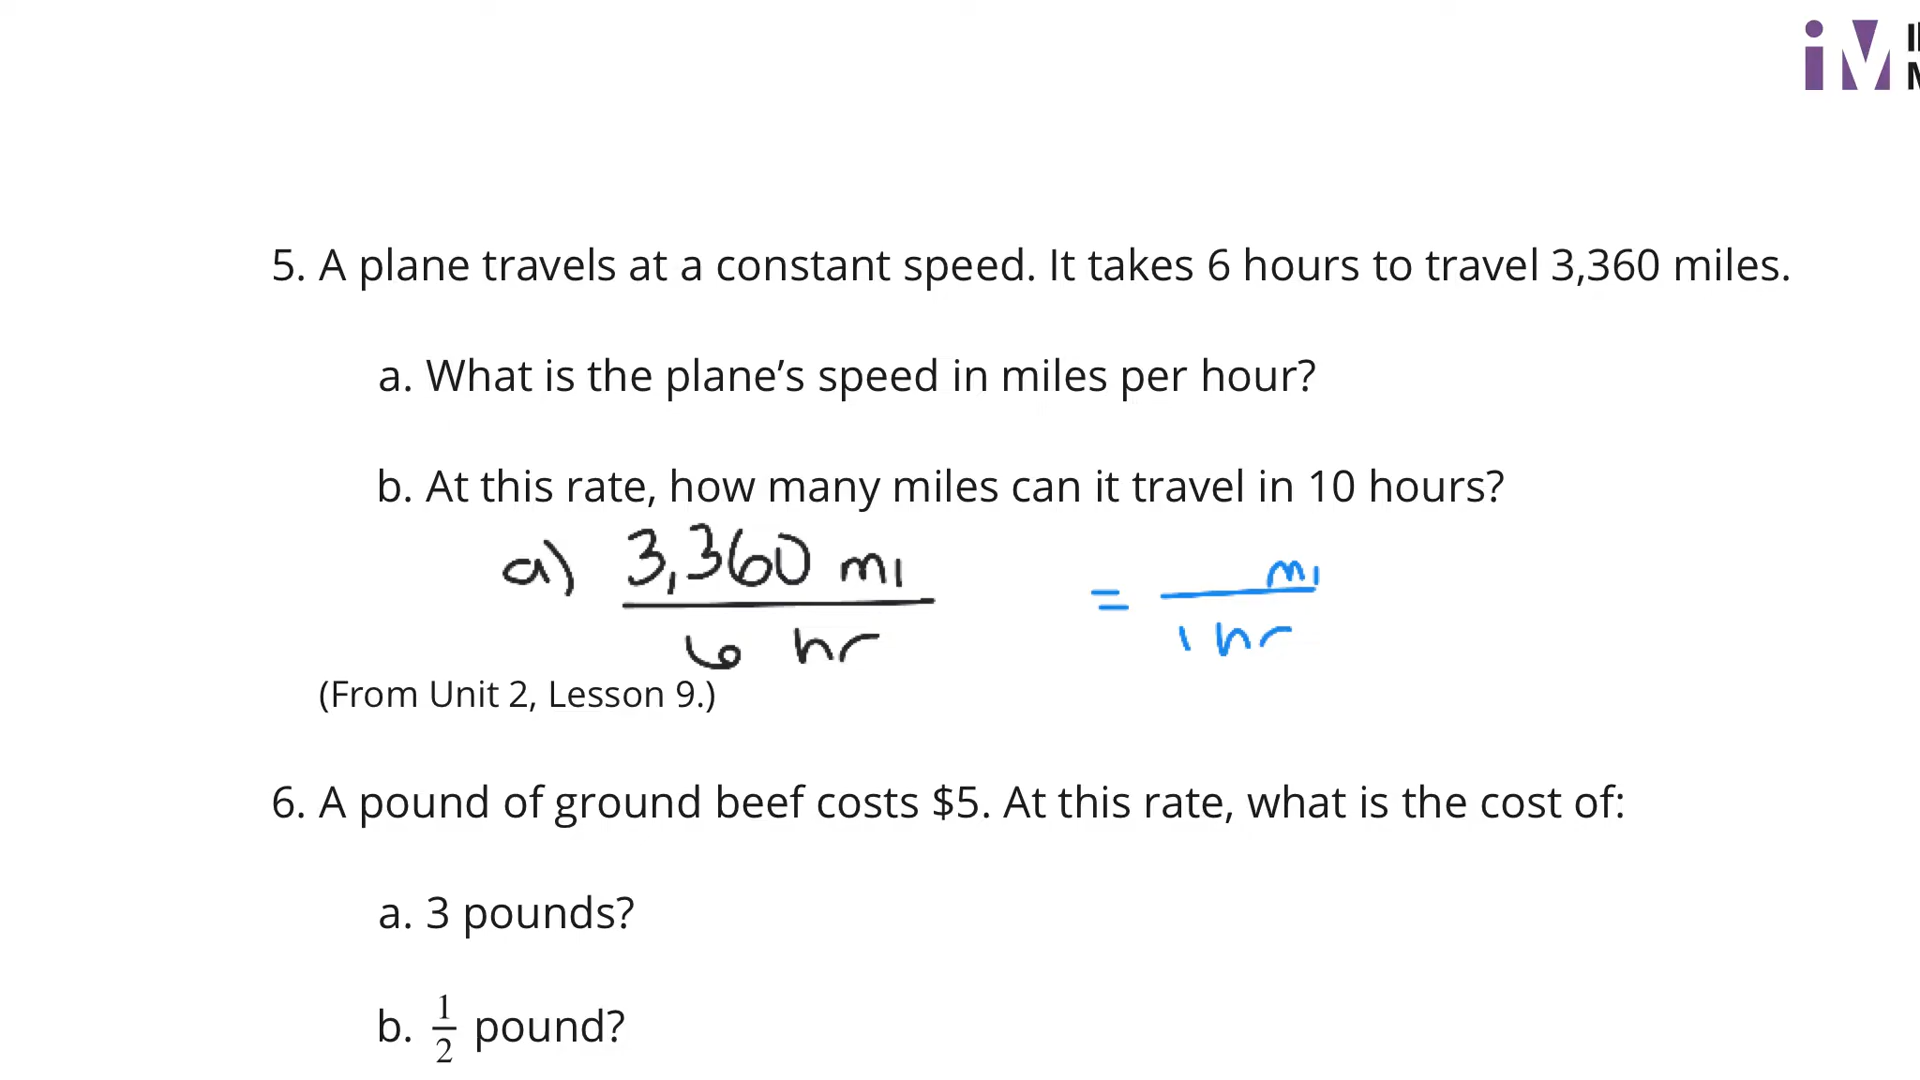 5. A plane travels at a constant speed. It takes 6 hours to travel 3,360 miles.
a. What is the plane’s speed in miles per hour?
b. At this rate, how many miles can it travel in 10 hours?
a) 3,360 mi
6 hr
= mi
1 hr
(From Unit 2, Lesson 9.)
6. A pound of ground beef costs $5. At this rate, what is the cost of:
a. 3 pounds?
b. 1/2 pound?